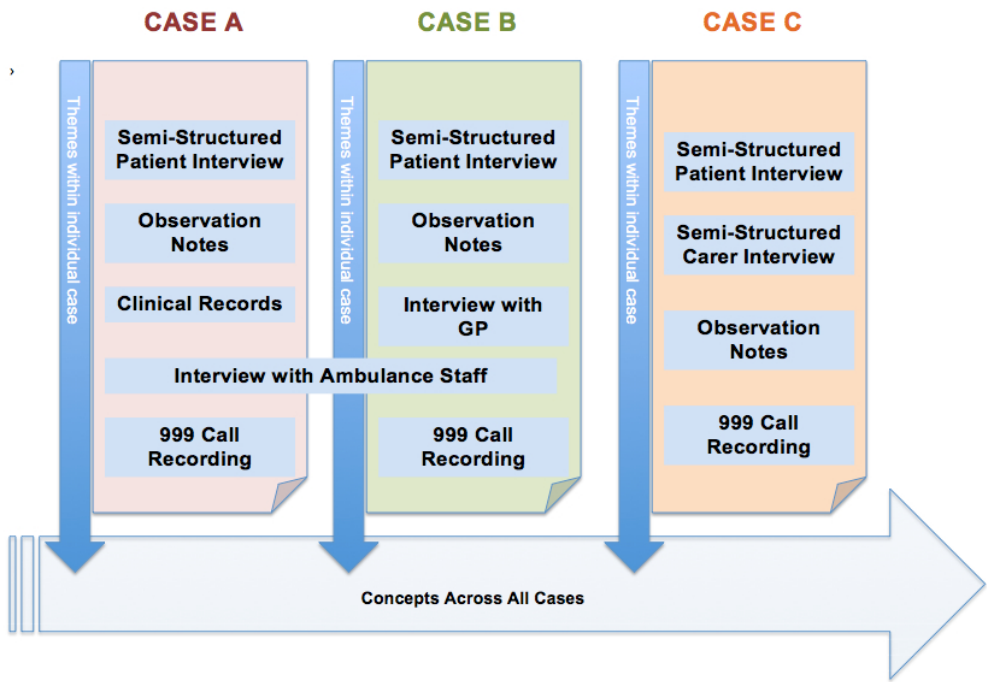 CASE A
CASE B
CASE C
›
Themes within individual case
Semi-Structured
Patient Interview
Observation
Notes
Clinical Records
Interview with Ambulance Staff
999 Call
Recording
Themes within individual case
Semi-Structured
Patient Interview
Observation
Notes
Interview with
GP
999 Call
Recording
Themes within individual case
Semi-Structured
Patient Interview
Semi-Structured
Carer Interview
Observation
Notes
999 Call
Recording
Concepts Across All Cases